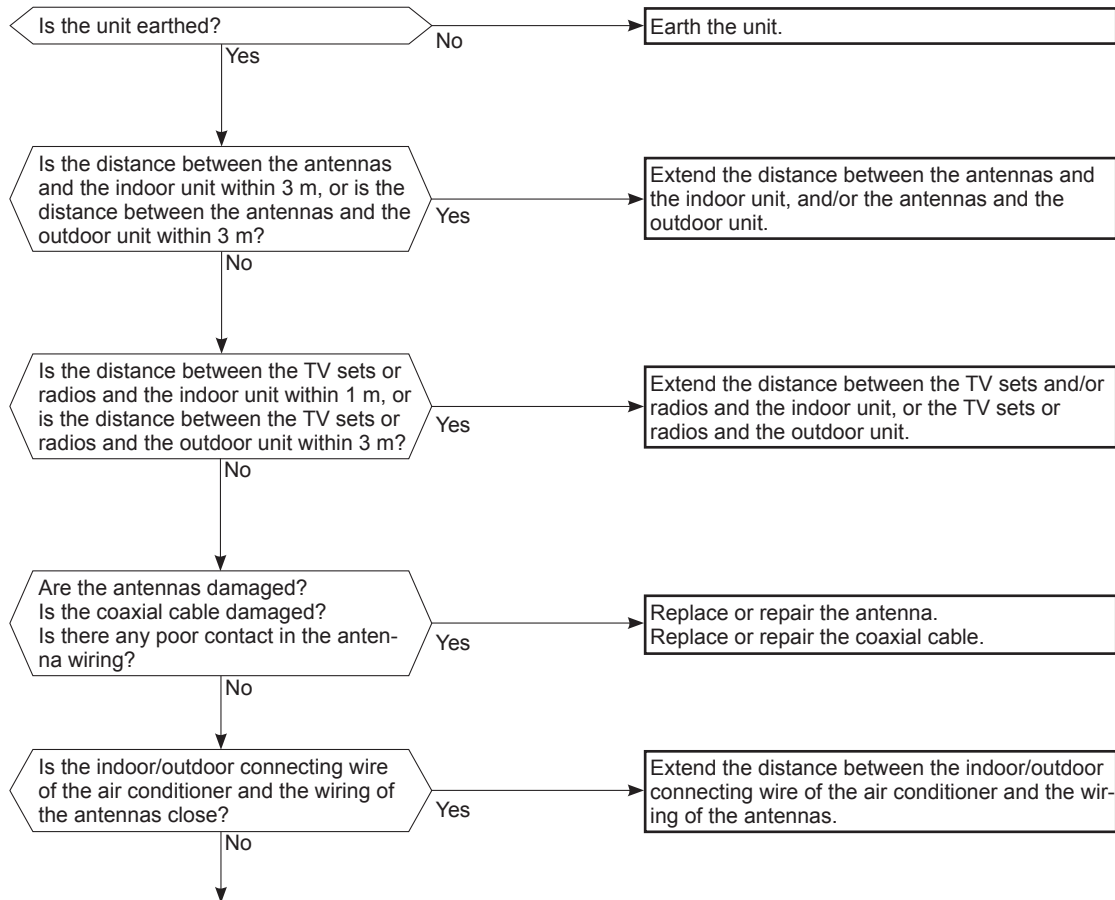 Is the unit earthed?
No
Earth the unit.
Yes
Is the distance between the antennas
and the indoor unit within 3 m, or is the
distance between the antennas and the
outdoor unit within 3 m?
Yes
Extend the distance between the antennas and
the indoor unit, and/or the antennas and the
outdoor unit.
No
Is the distance between the TV sets or
radios and the indoor unit within 1 m, or
is the distance between the TV sets or
radios and the outdoor unit within 3 m?
Yes
Extend the distance between the TV sets and/or
radios and the indoor unit, or the TV sets or
radios and the outdoor unit.
No
Are the antennas damaged?
Is the coaxial cable damaged?
Is there any poor contact in the anten-
na wiring?
Yes
Replace or repair the antenna.
Replace or repair the coaxial cable.
No
Is the indoor/outdoor connecting wire
of the air conditioner and the wiring of
the antennas close?
Yes
Extend the distance between the indoor/outdoor
connecting wire of the air conditioner and the wir-
ing of the antennas.
No